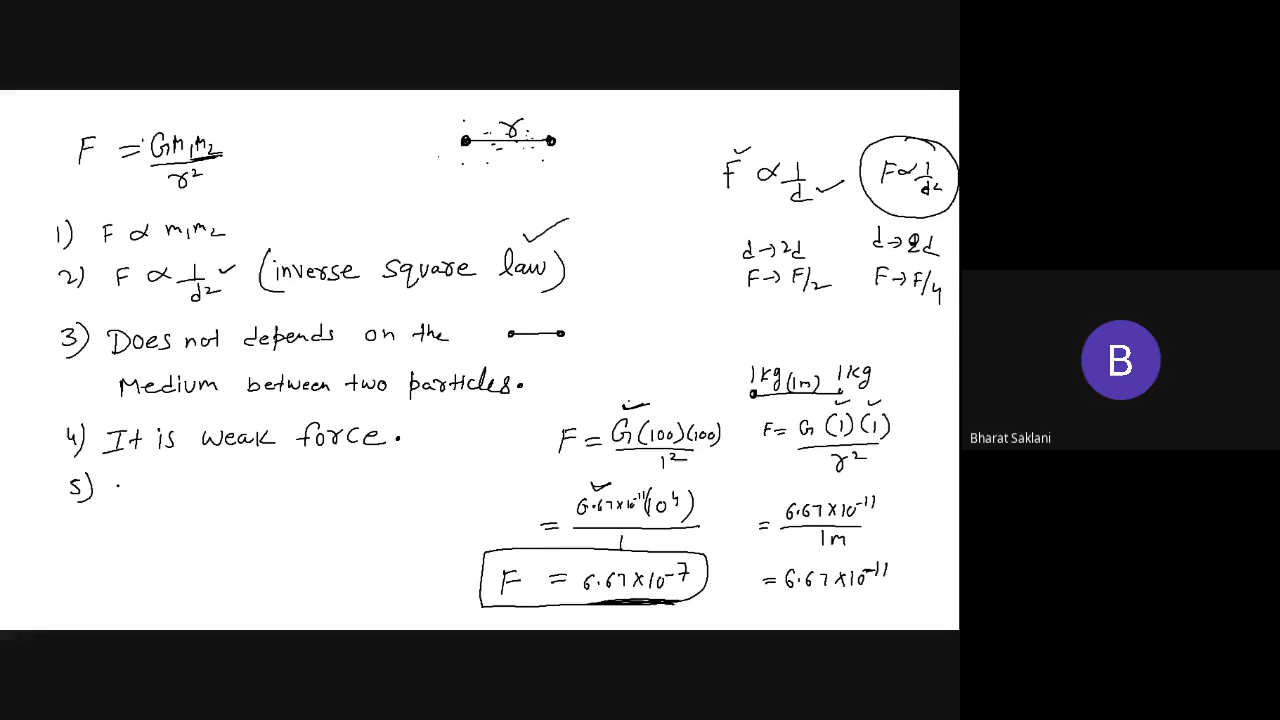 F = Gm₁m₂/r²
r
1) F ∝ m₁m₂
2) F ∝ 1/d² (inverse square law)
3) Does not depends on the
Medium between two particles.
4) It is weak force.
5)
F ∝ 1/d
F ∝ 1/d²
d → 2d
F → F/2
d → 2d
F → F/4
F = G(100)(100)/1²
= 6.67×10⁻¹¹(10⁴)/1
F = 6.67×10⁻⁷
1kg (1m) 1kg
F = G(1)(1)/r²
= 6.67×10⁻¹¹/1m
= 6.67×10⁻¹¹
B
Bharat Saklani